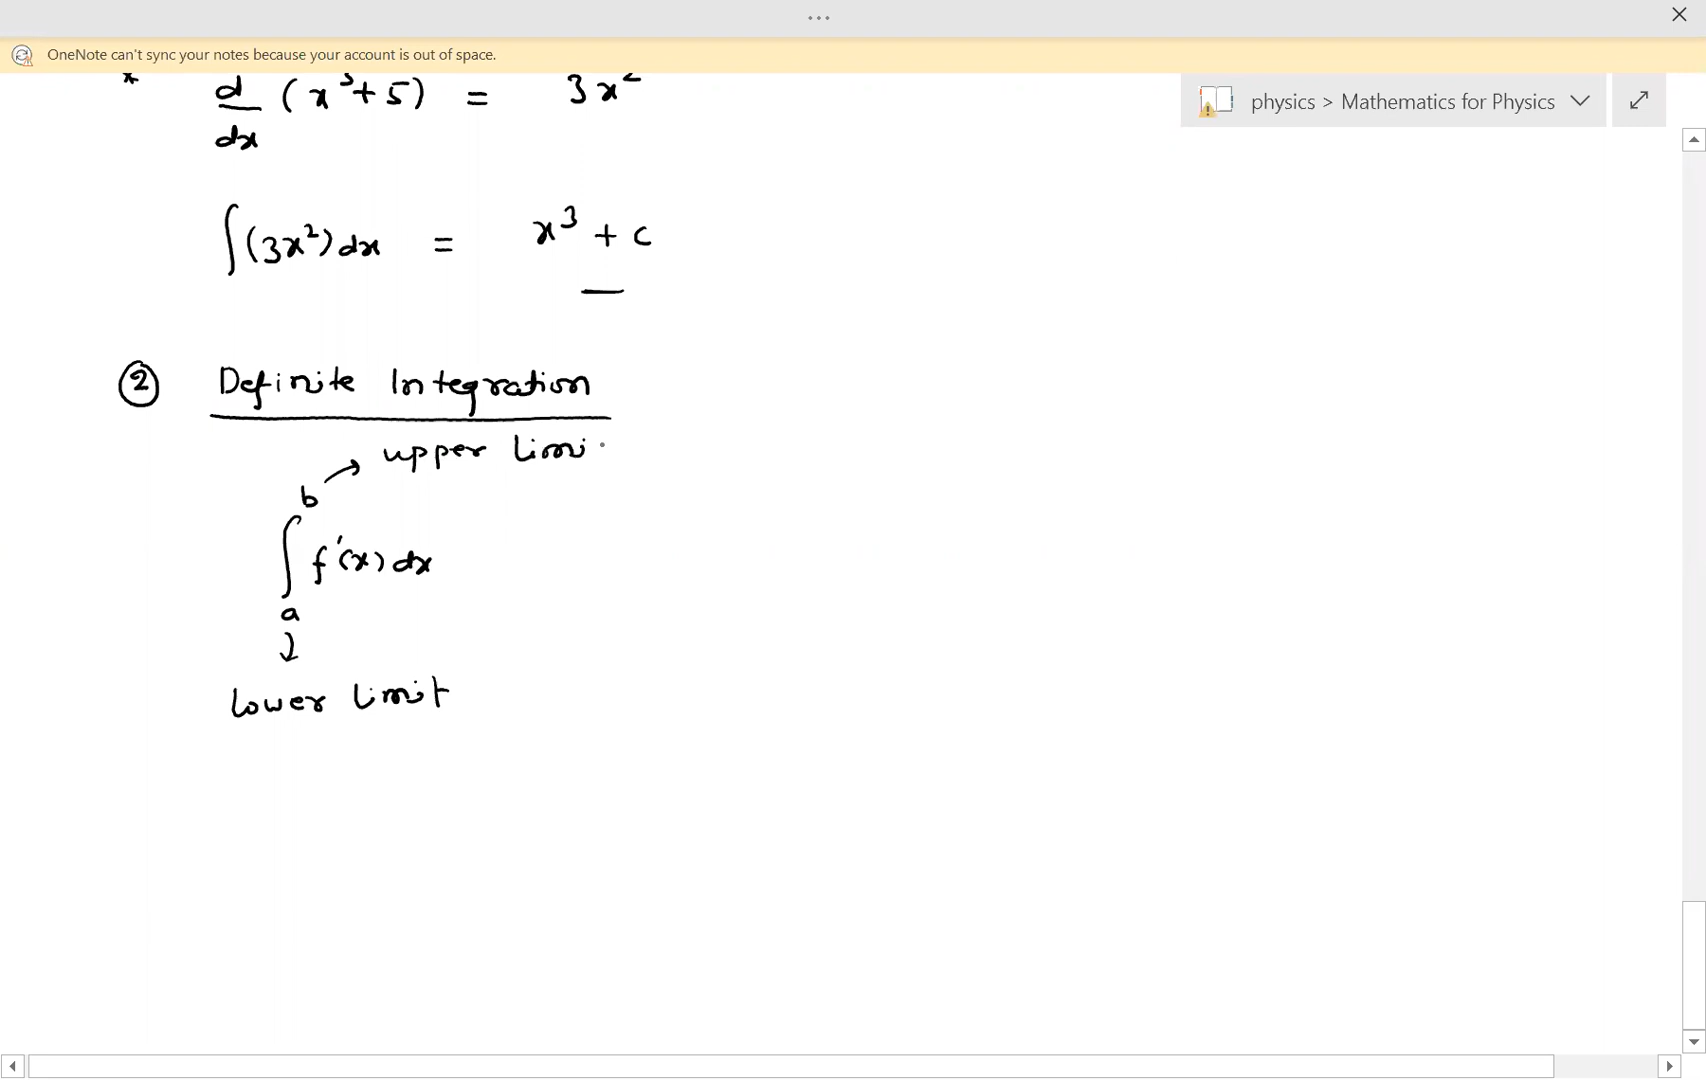 ...
OneNote can't sync your notes because your account is out of space.
physics > Mathematics for Physics
* d/dx (x³+5) = 3x²
∫(3x²)dx = x³ + c
② Definite Integration
upper limi
b
∫ f'(x) dx
a
↓
lower limit